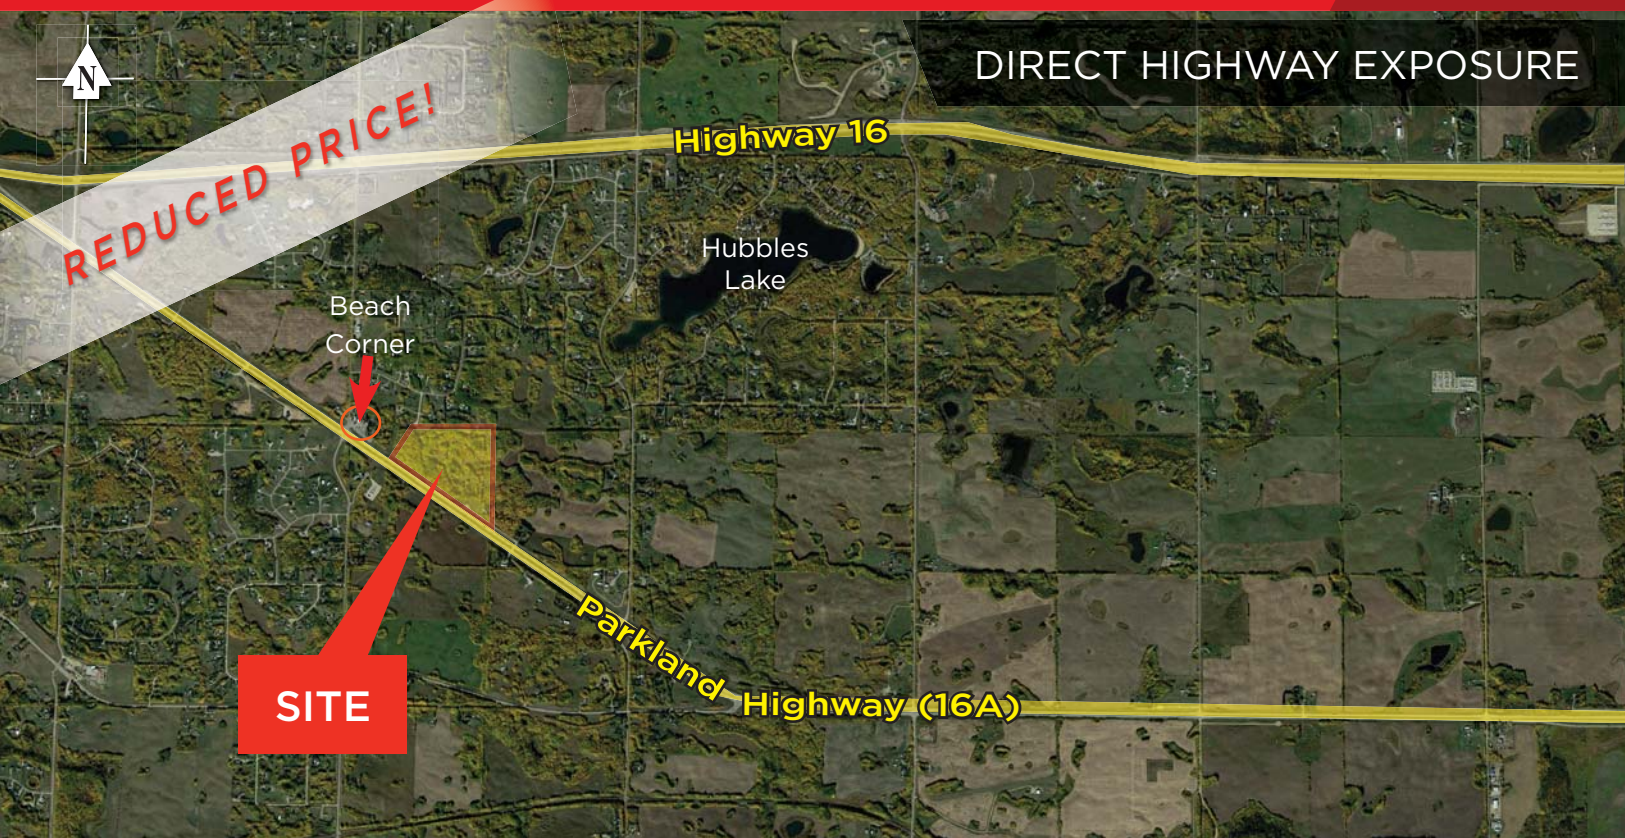 DIRECT HIGHWAY EXPOSURE
N
REDUCED PRICE!
Highway 16
Hubbles
Lake
Beach
Corner
Parkland
Highway (16A)
SITE